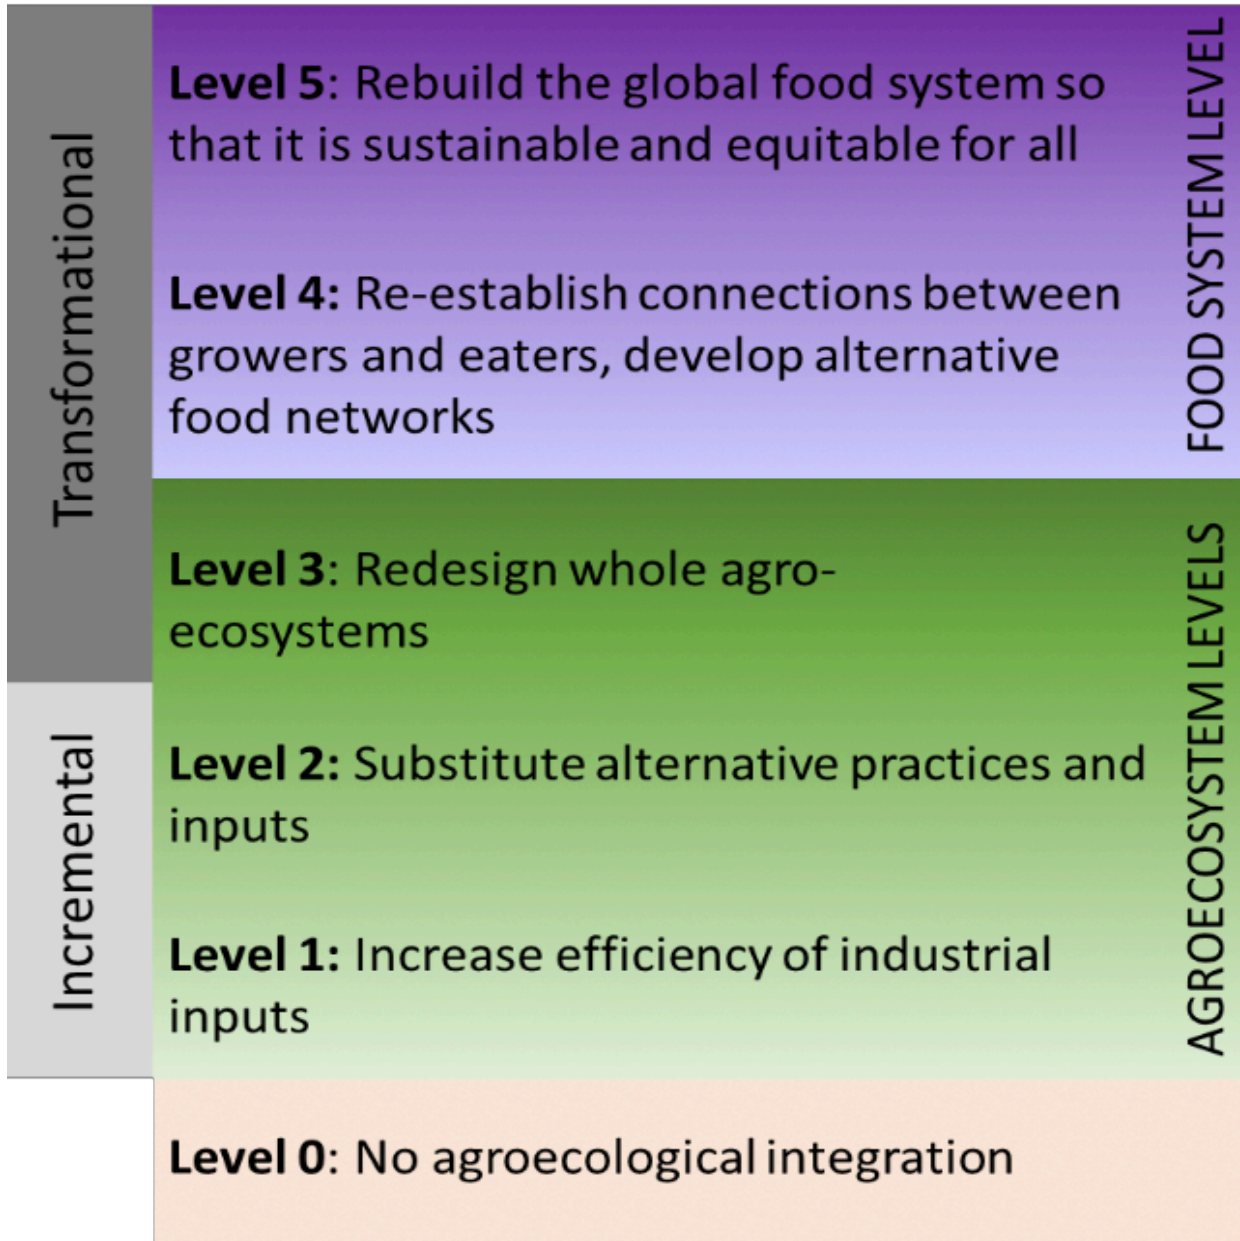 Transformational
Incremental
Level 5: Rebuild the global food system so
that it is sustainable and equitable for all
Level 4: Re-establish connections between
growers and eaters, develop alternative
food networks
Level 3: Redesign whole agro-
ecosystems
Level 2: Substitute alternative practices and
inputs
Level 1: Increase efficiency of industrial
inputs
Level 0: No agroecological integration
FOOD SYSTEM LEVEL
AGROECOSYSTEM LEVELS